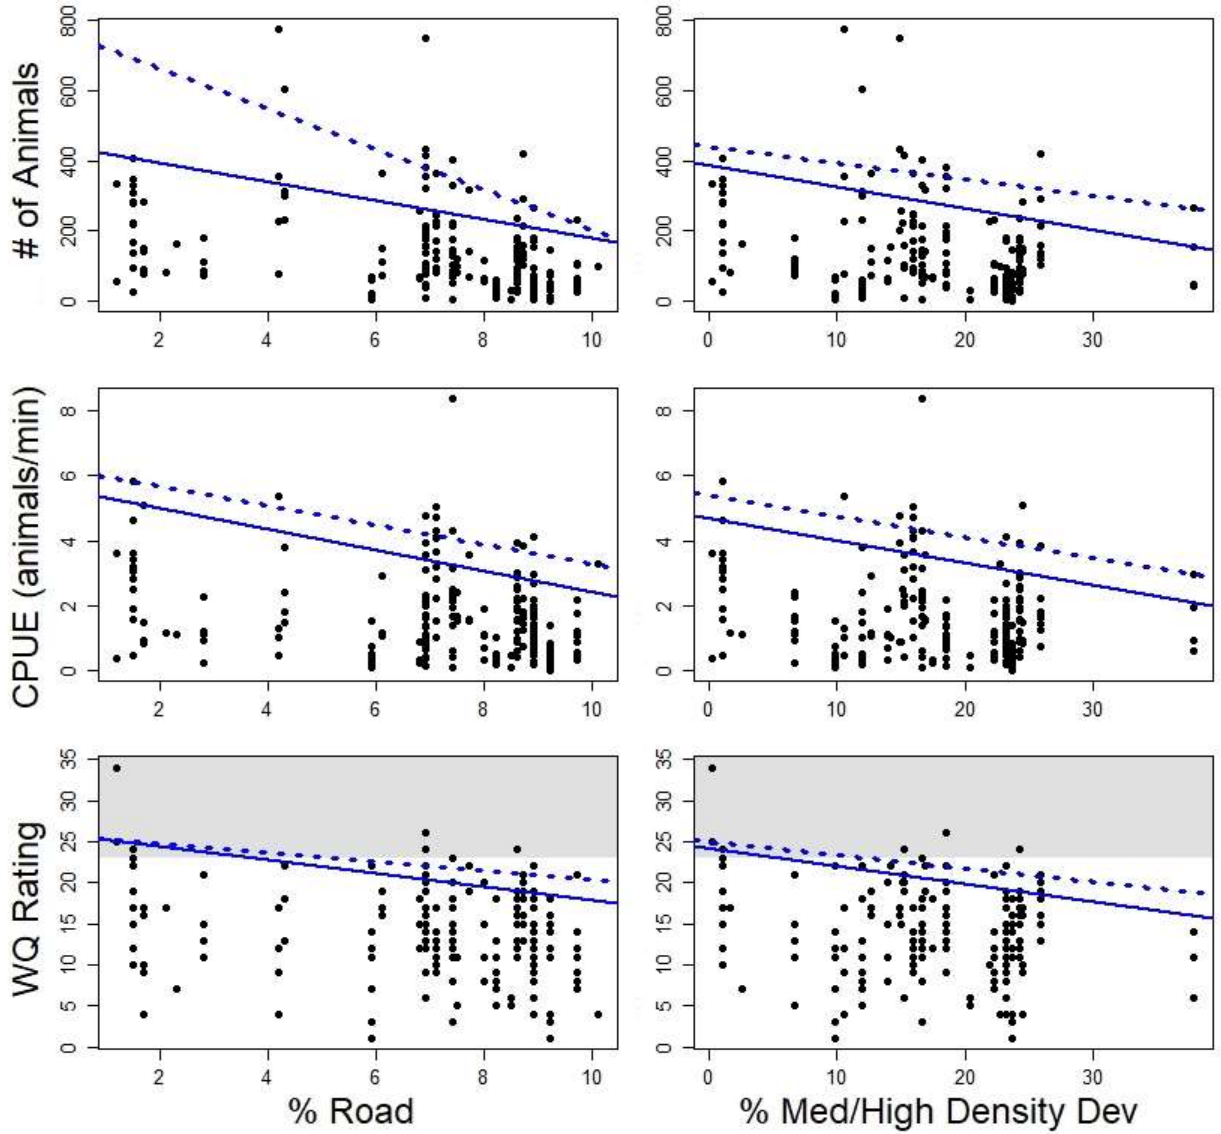 # of Animals
0 200 400 600 800
2 4 6 8 10
0 200 400 600 800
0 10 20 30
CPUE (animals/min)
0 2 4 6 8
2 4 6 8 10
0 2 4 6 8
0 10 20 30
WQ Rating
0 5 10 15 20 25 30 35
2 4 6 8 10
% Road
0 5 10 15 20 25 30 35
0 10 20 30
% Med/High Density Dev